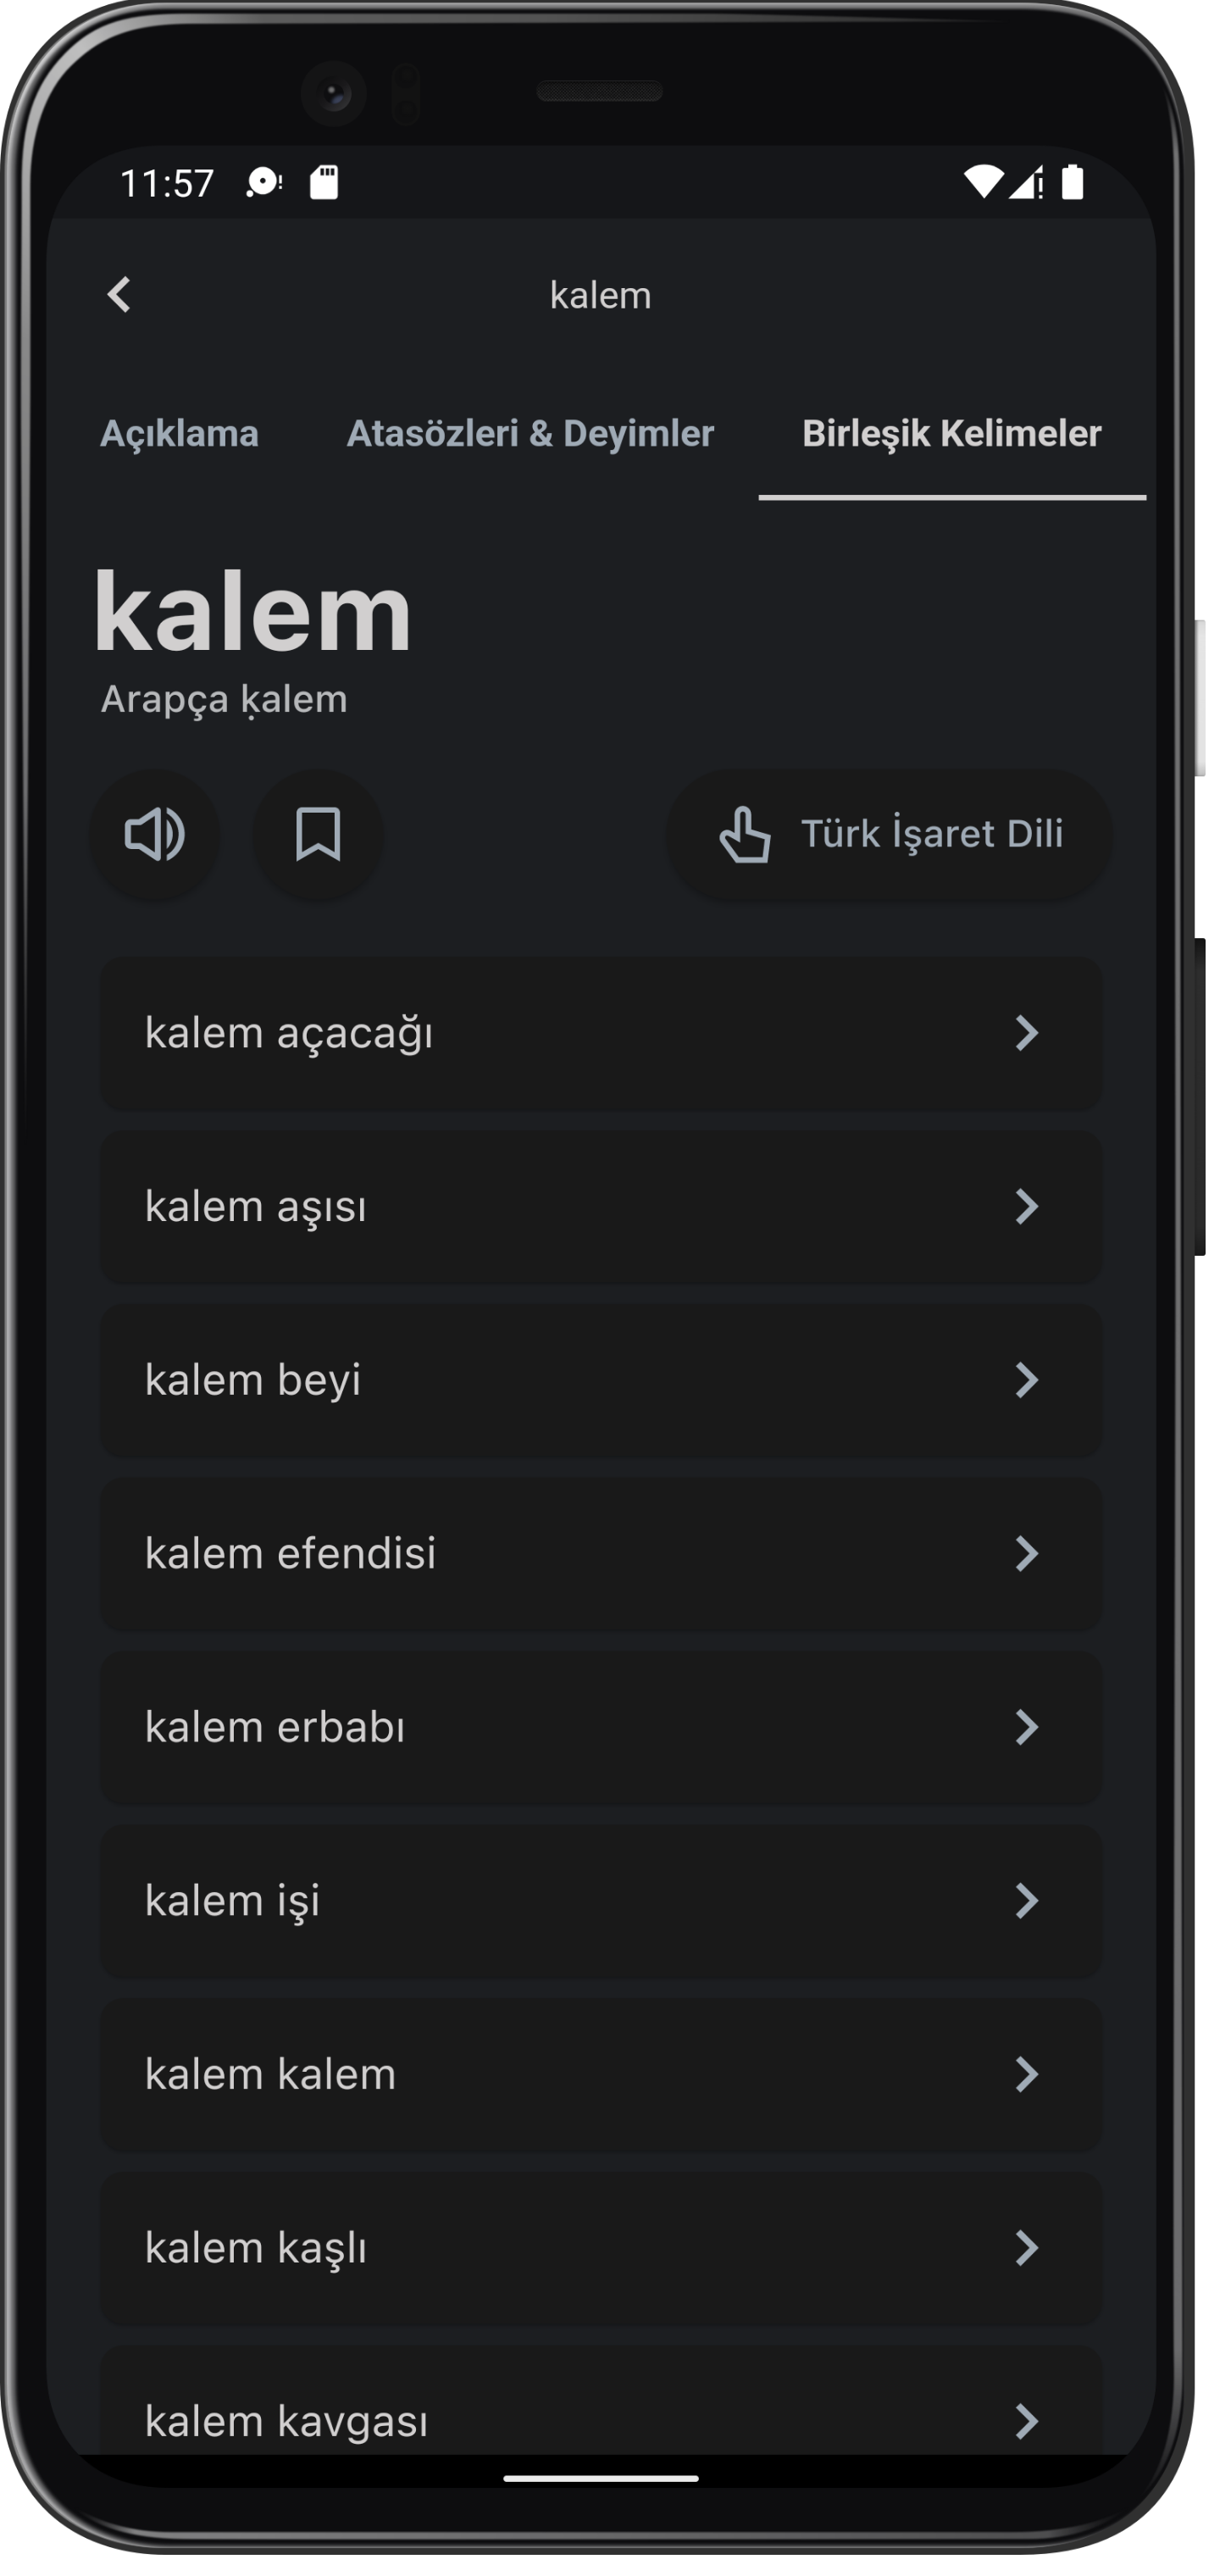 11:57
kalem
Açıklama Atasözleri & Deyimler Birleşik Kelimeler
kalem
Arapça ḳalem
Türk İşaret Dili
kalem açacağı
kalem aşısı
kalem beyi
kalem efendisi
kalem erbabı
kalem işi
kalem kalem
kalem kaşlı
kalem kavgası